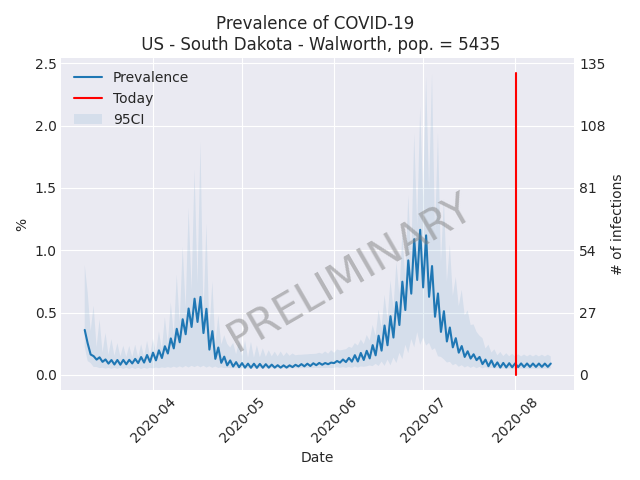 Prevalence of COVID-19
US - South Dakota - Walworth, pop. = 5435
Prevalence
Today
95CI
PRELIMINARY
%
2.5
2.0
1.5
1.0
0.5
0.0
135
108
81
54
27
0
# of infections
2020-04
2020-05
2020-06
2020-07
2020-08
Date